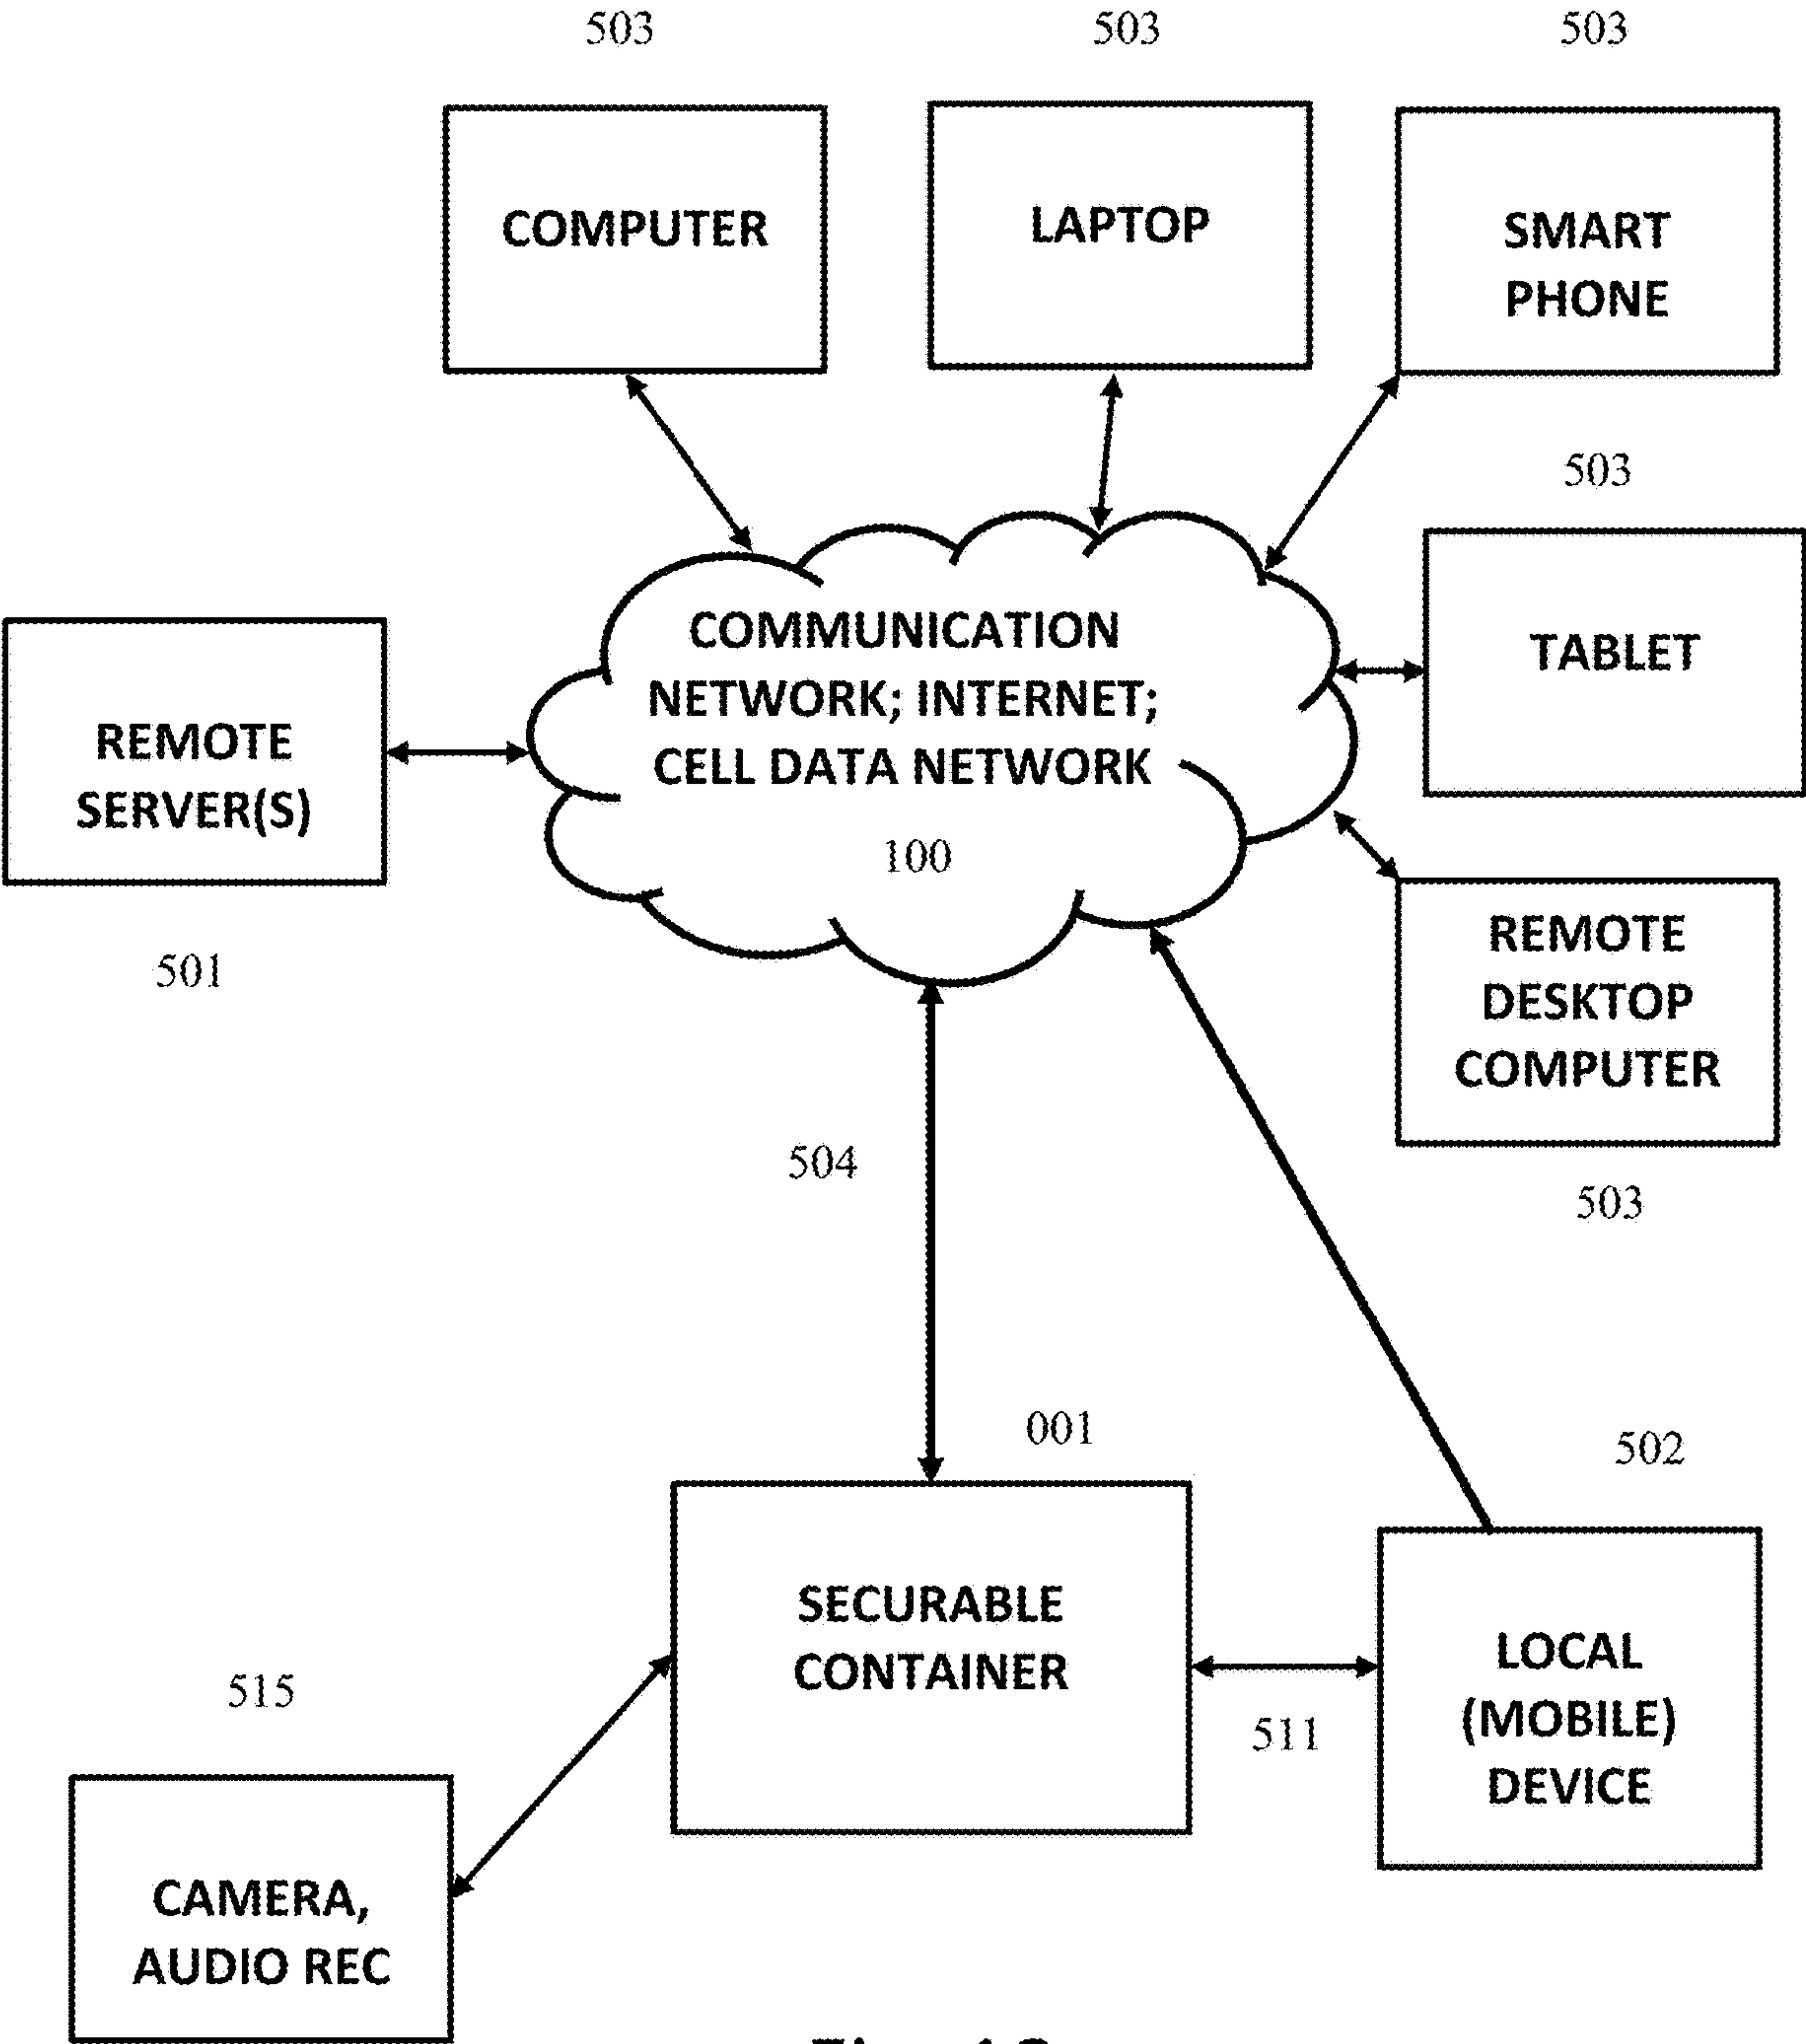 503
503
503
COMPUTER
LAPTOP
SMART
PHONE
503
COMMUNICATION
NETWORK; INTERNET;
CELL DATA NETWORK
100
TABLET
REMOTE
SERVER(S)
501
REMOTE
DESKTOP
COMPUTER
503
504
001
502
SECURABLE
CONTAINER
511
LOCAL
(MOBILE)
DEVICE
515
CAMERA,
AUDIO REC